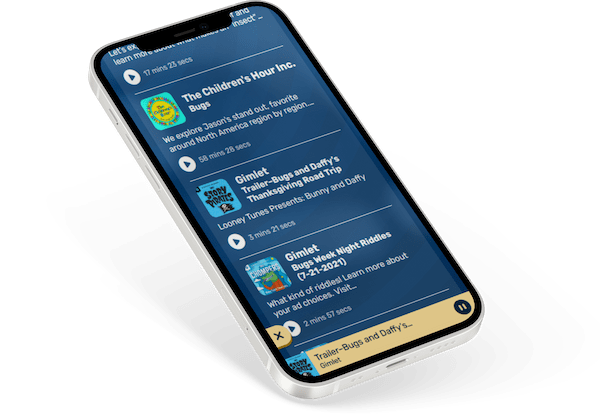 Let's ex
and
learn more about what makes an "insect"...
17 mins 23 secs
The Children's Hour Inc.
Bugs
We explore Jason's stand out, favorite
around North America region by region....
58 mins 28 secs
Gimlet
Trailer-Bugs and Daffy's
Thanksgiving Road Trip
Looney Tunes Presents: Bunny and Daffy
STORY
PIRATES
3 mins 21 secs
Gimlet
Bugs Week Night Riddles
(7-21-2021)
CHOMPERS
What kind of riddles! Learn more about
your ad choices. Visit...
2 mins 57 secs
Trailer-Bugs and Daffy's...
Gimlet